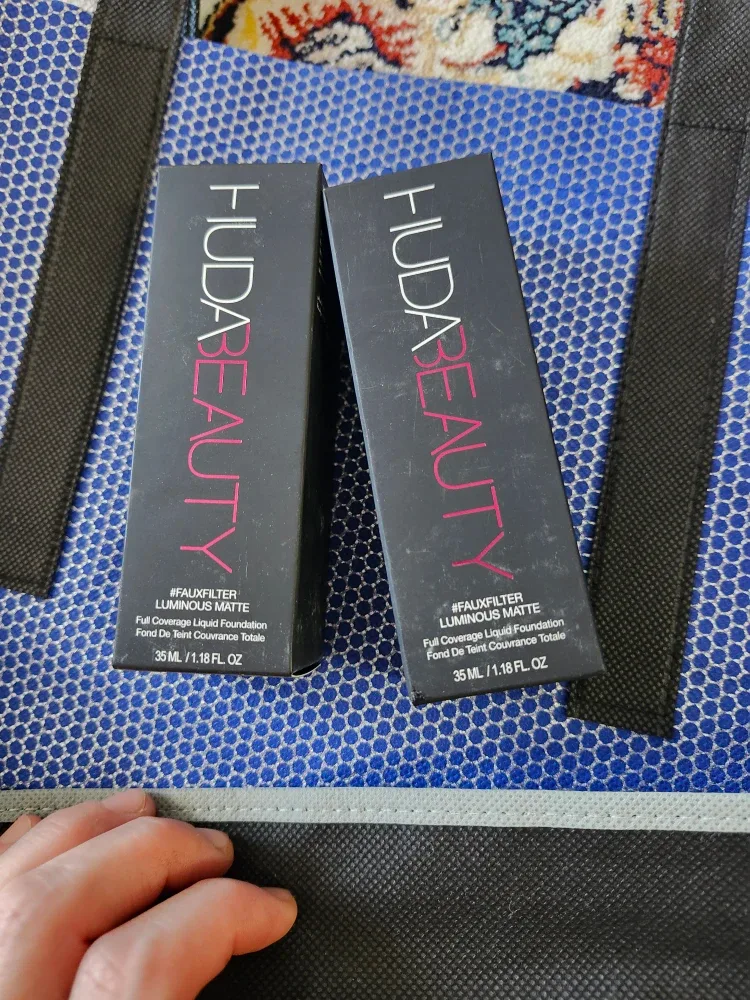 HUDABEAUTY
#FAUXFILTER
LUMINOUS MATTE
Full Coverage Liquid Foundation
Fond De Teint Couvrance Totale
35 ML / 1.18 FL. OZ
HUDABEAUTY
#FAUXFILTER
LUMINOUS MATTE
Full Coverage Liquid Foundation
Fond De Teint Couvrance Totale
35 ML / 1.18 FL. OZ